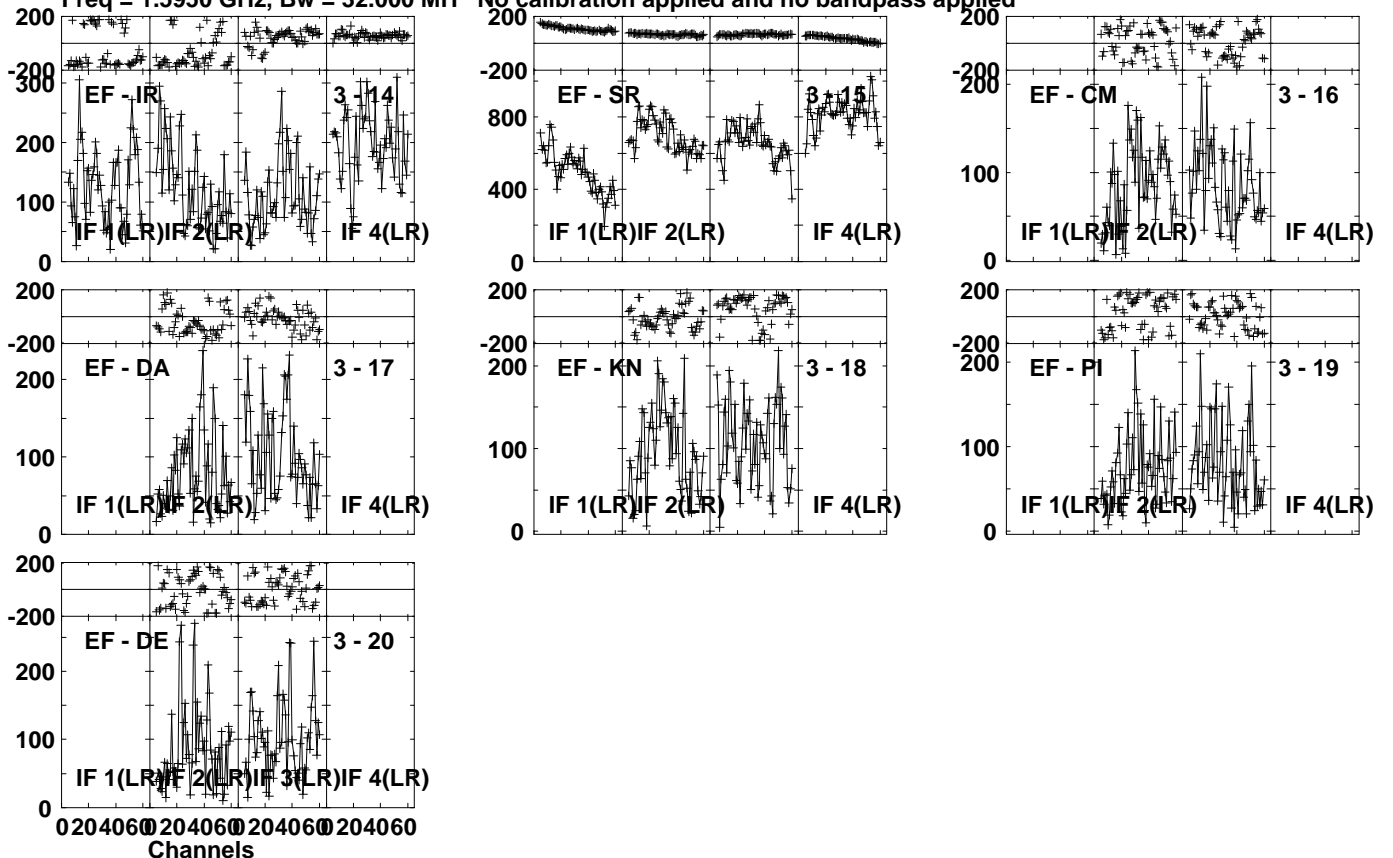 Freq = 1.5950 GHz, Bw = 32.000 MH No calibration applied and no bandpass applied
200
-200
300
200
100
0
EF - IR
3 - 14
IF 1(LR)IF 2(LR)
IF 4(LR)
200
-200
800
400
0
EF - SR
3 - 15
IF 1(LR)IF 2(LR)
IF 4(LR)
200
-200
200
100
0
EF - CM
3 - 16
IF 1(LR)IF 2(LR)
IF 4(LR)
200
-200
200
100
0
EF - DA
3 - 17
IF 1(LR)IF 2(LR)
IF 4(LR)
200
-200
200
100
0
EF - KN
3 - 18
IF 1(LR)IF 2(LR)
IF 4(LR)
200
-200
200
100
0
EF - PI
3 - 19
IF 1(LR)IF 2(LR)
IF 4(LR)
200
-200
200
100
0
EF - DE
3 - 20
IF 1(LR)IF 2(LR)IF 3(LR)IF 4(LR)
0 20 40 60 0 20 40 60 0 20 40 60 0 20 40 60
Channels